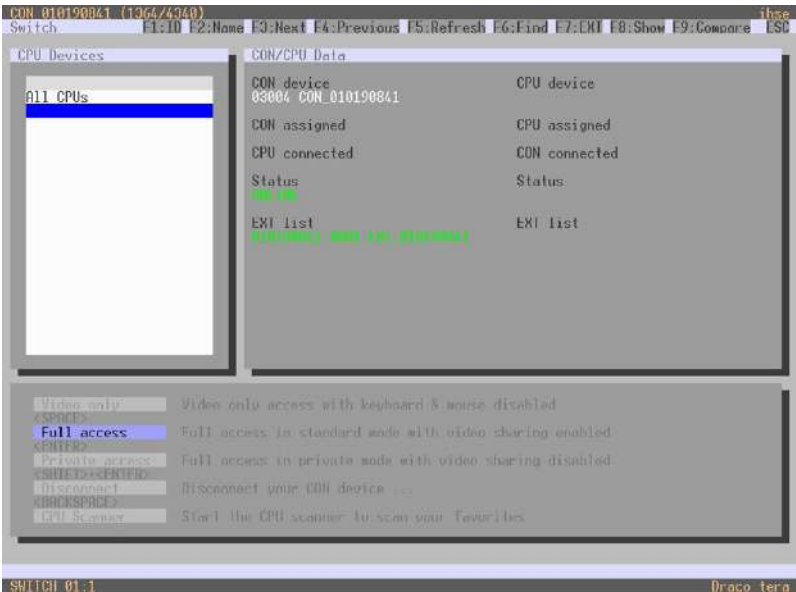 CON 010190841 (1364/4340) ihse
Switch F1:ID F2:Name F3:Next F4:Previous F5:Refresh F6:Find F7:EXT F8:Show F9:Compare ESC
CPU Devices CON/CPU Data
CON device CPU device
All CPUs 03004 CON_010190841
CON assigned CPU assigned
CPU connected CON connected
Status Status
EXT list EXT list
Video only Video only access with keyboard & mouse disabled
<SPACE>
Full access Full access in standard mode with video sharing enabled
<ENTER>
Private access Full access in private mode with video sharing disabled
<SHIFT>+<ENTER>
Disconnect Disconnect your CON device ...
<BACKSPACE>
CPU Scanner Start the CPU scanner to scan your favorites
SWITCH 01:1 Draco tera